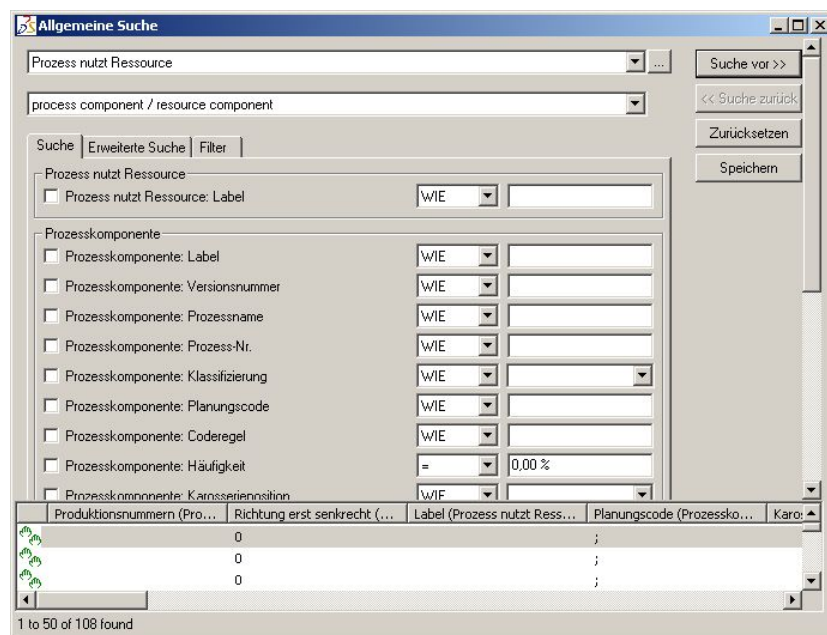 Allgemeine Suche
Prozess nutzt Ressource
...
Suche vor >>
process component / resource component
<< Suche zurück
Zurücksetzen
Speichern
Suche Erweiterte Suche Filter
Prozess nutzt Ressource
Prozess nutzt Ressource: Label WIE
Prozesskomponente
Prozesskomponente: Label WIE
Prozesskomponente: Versionsnummer WIE
Prozesskomponente: Prozessname WIE
Prozesskomponente: Prozess-Nr. WIE
Prozesskomponente: Klassifizierung WIE
Prozesskomponente: Planungscode WIE
Prozesskomponente: Coderegel WIE
Prozesskomponente: Häufigkeit = 0,00 %
Prozesskomponente: Karosserieposition WIE
Produktionsnummern (Pro... Richtung erst senkrecht (... Label (Prozess nutzt Ress... Planungscode (Prozessko... Karos
0 ;
0 ;
0 ;
1 to 50 of 108 found